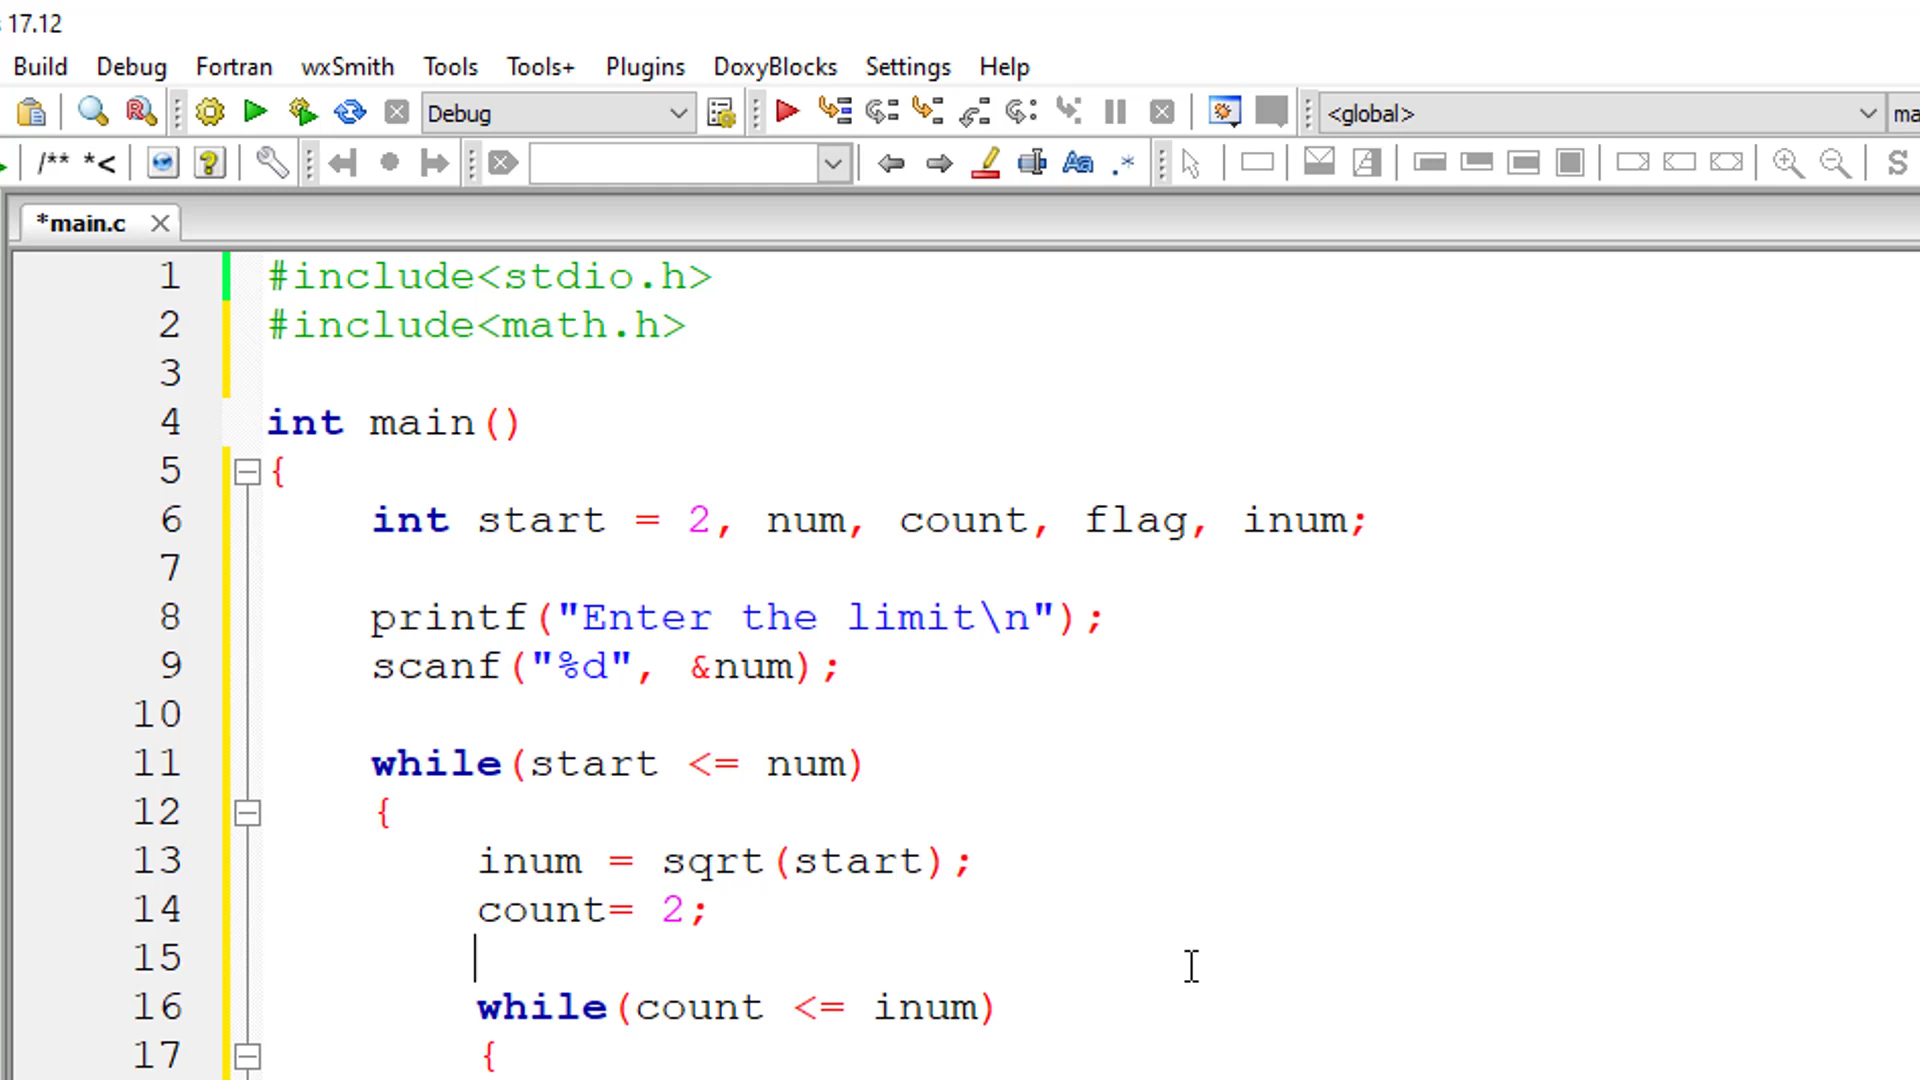 17.12
Build Debug Fortran wxSmith Tools Tools+ Plugins DoxyBlocks Settings Help
Debug <global>
/** *< Aa .* S
*main.c
1 #include<stdio.h>
2 #include<math.h>
3
4 int main()
5 {
6 int start = 2, num, count, flag, inum;
7
8 printf("Enter the limit\n");
9 scanf("%d", &num);
10
11 while(start <= num)
12 {
13 inum = sqrt(start);
14 count= 2;
15
16 while(count <= inum)
17 {